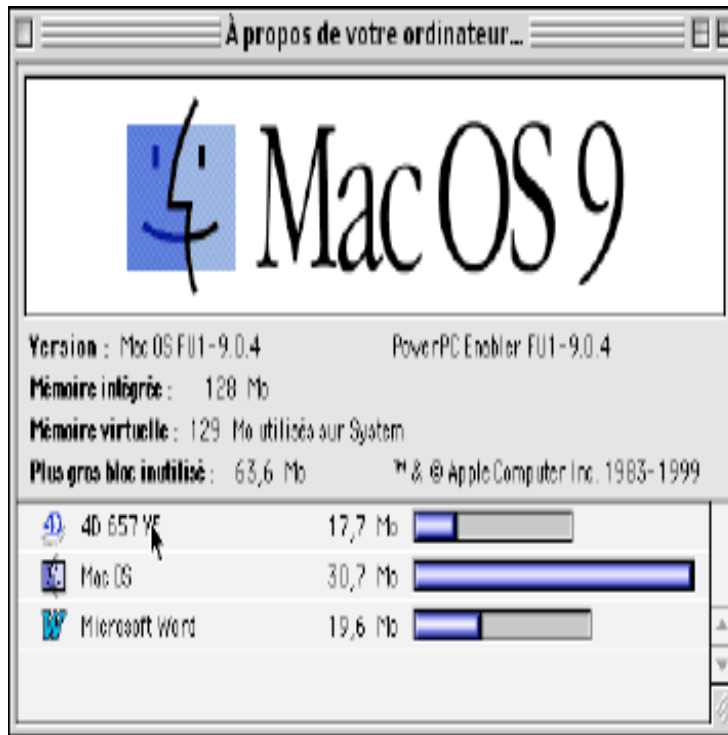 À propos de votre ordinateur...
Mac OS 9
Version : Mac OS FU1-9.0.4 PowerPC Enabler FU1-9.0.4
Mémoire intégrée : 128 Mo
Mémoire virtuelle : 129 Mo utilisés sur System
Plus gros bloc inutilisé : 63,6 Mo ™ & © Apple Computer Inc. 1983-1999
4D 657 17,7 Mo
Mac OS 30,7 Mo
Microsoft Word 19,6 Mo